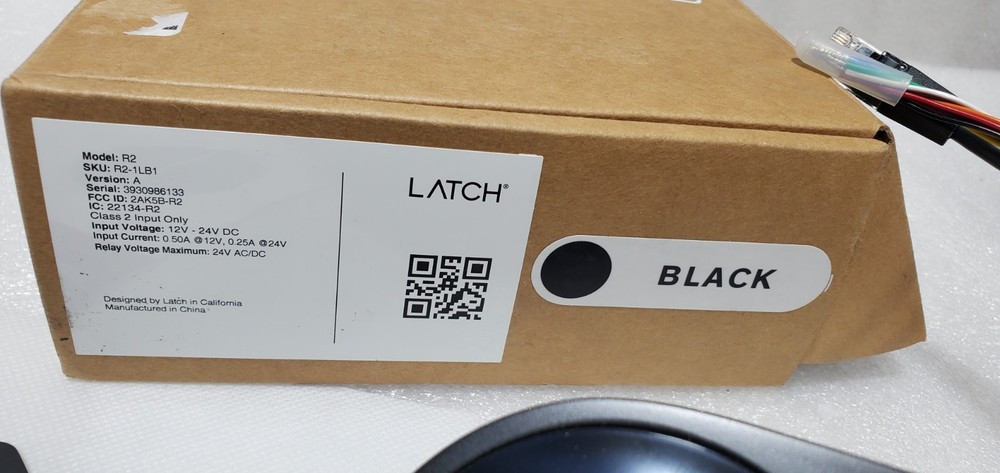 Model: R2
SKU: R2-1LB1
Version: A
Serial: 3930986133
FCC ID: 2AK5B-R2
IC: 22134-R2
Class 2 Input Only
Input Voltage: 12V - 24V DC
Input Current: 0.50A @12V, 0.25A @24V
Relay Voltage Maximum: 24V AC/DC
Designed by Latch in California
Manufactured in China
LATCH®
BLACK